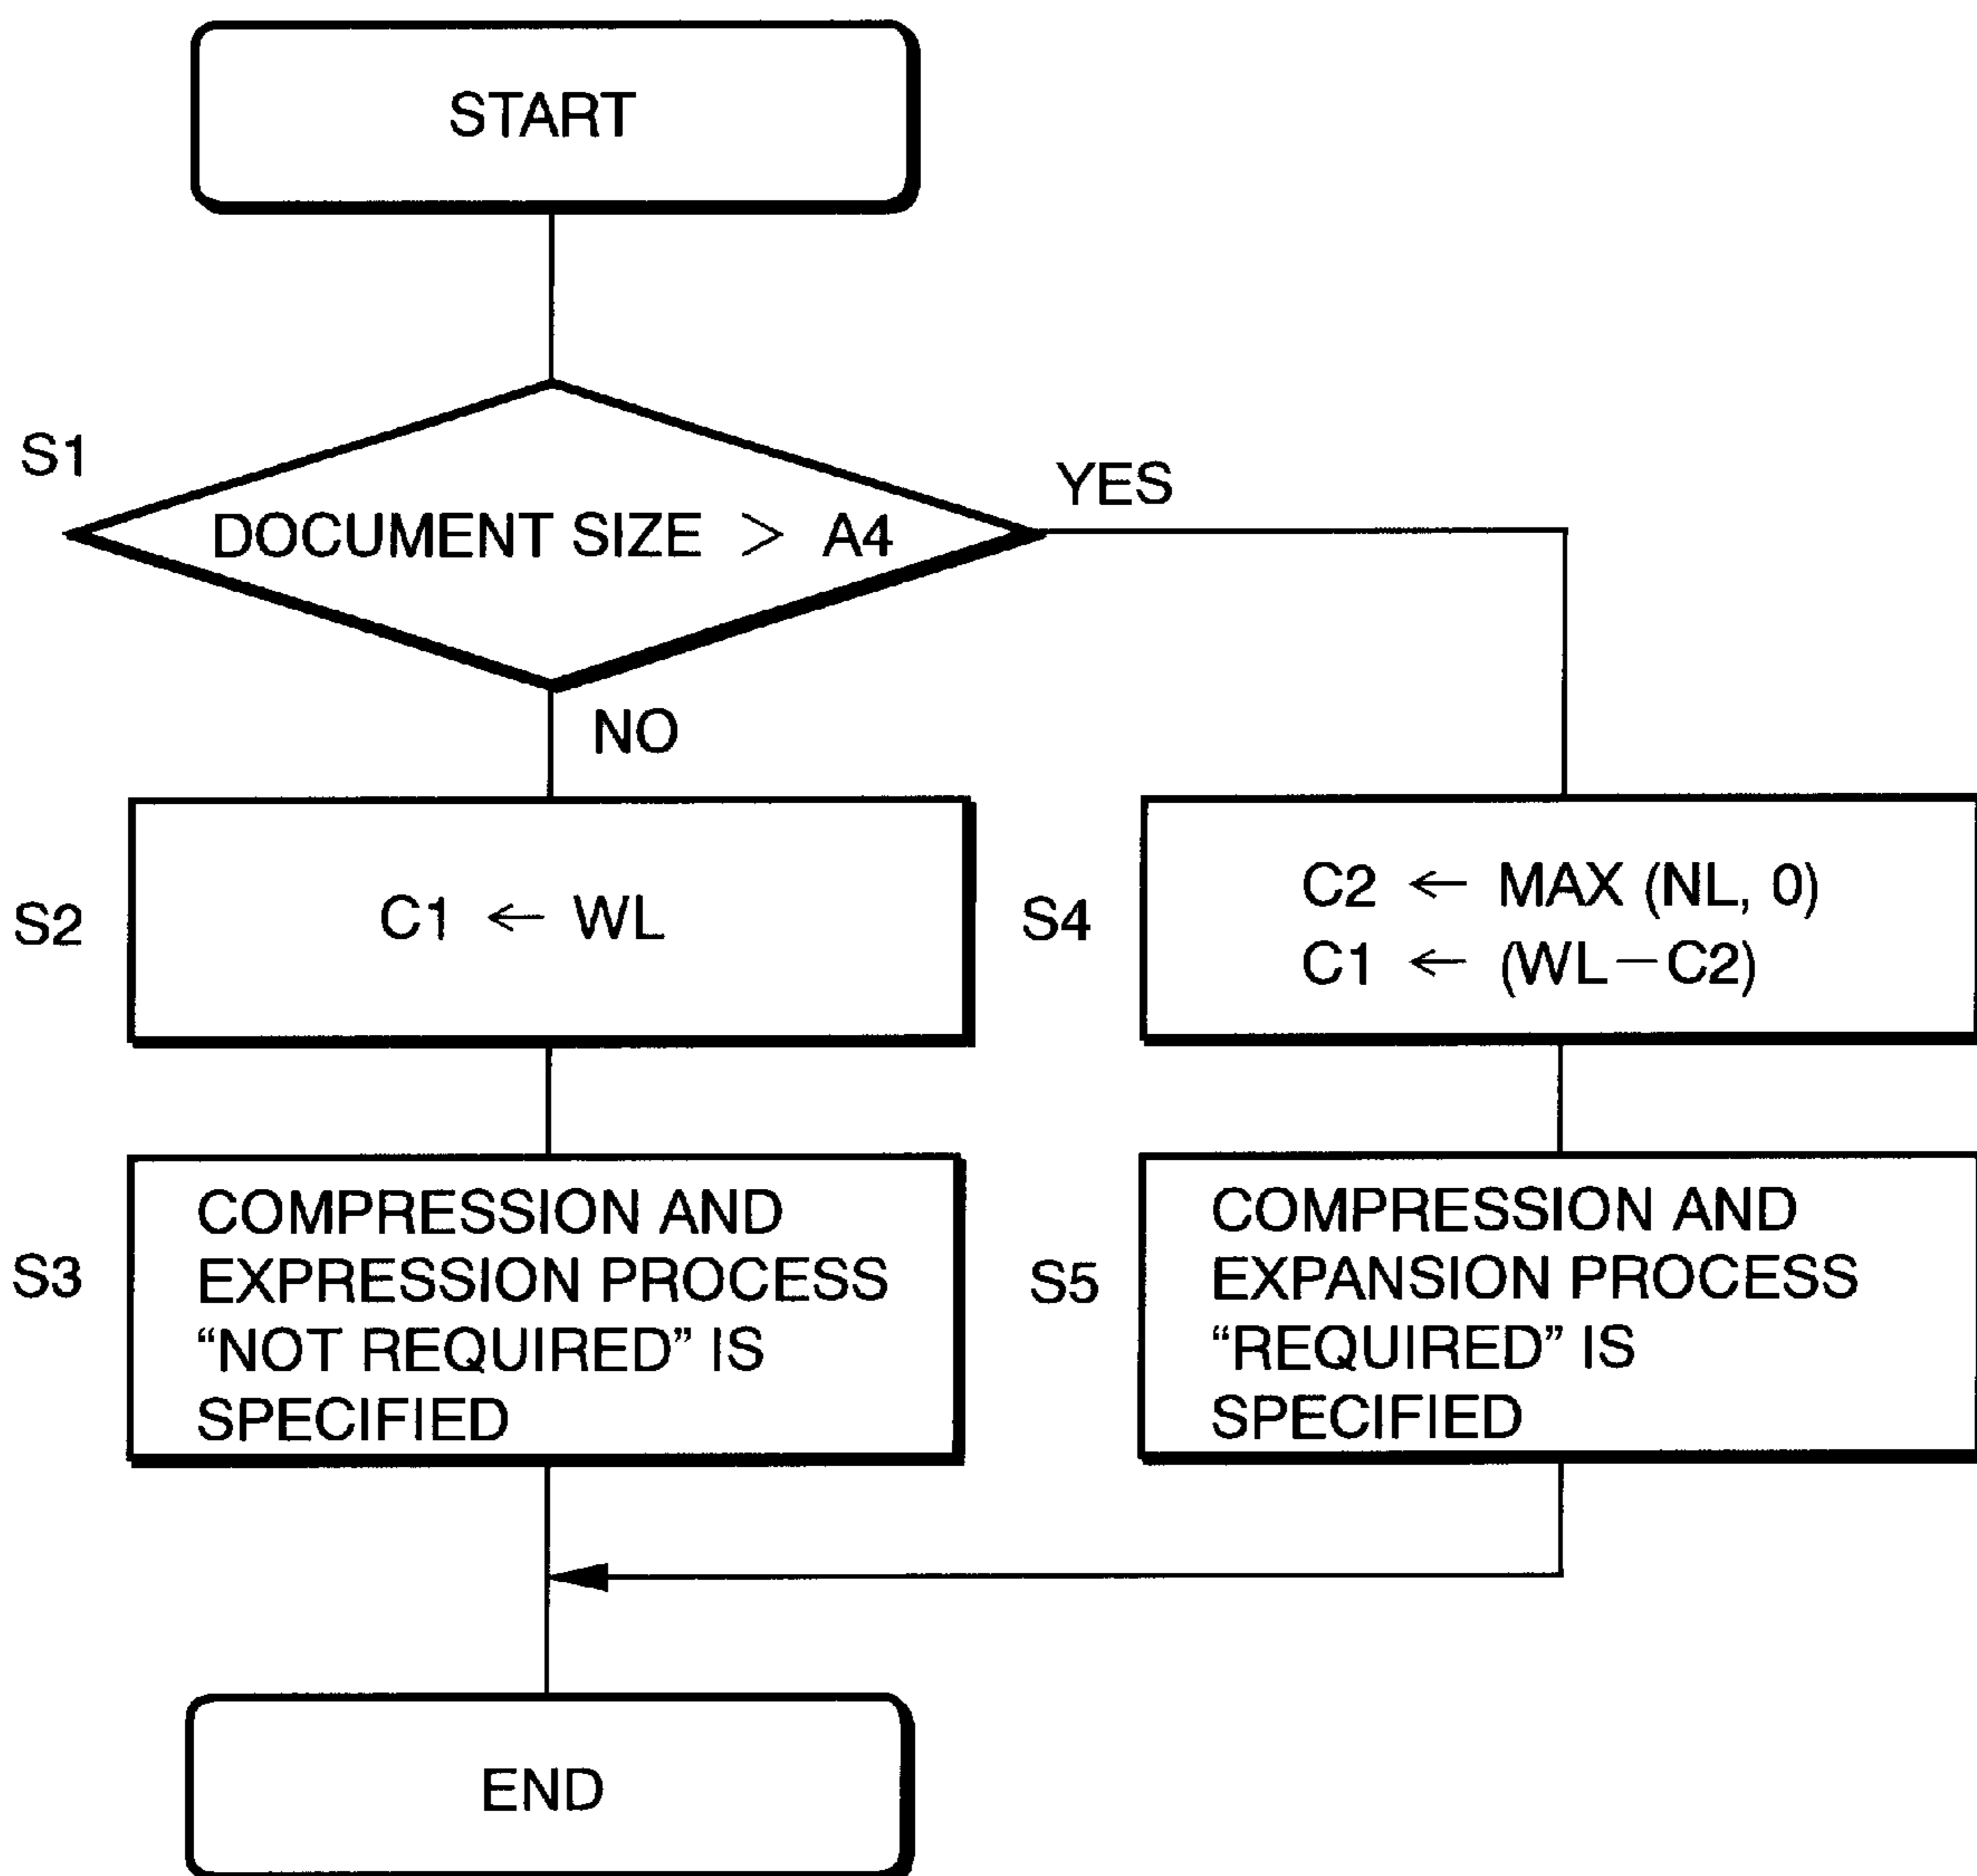 START
S1
DOCUMENT SIZE > A4
YES
NO
S2
C1 ← WL
S3
COMPRESSION AND
EXPRESSION PROCESS
“NOT REQUIRED” IS
SPECIFIED
S4
C2 ← MAX (NL, 0)
C1 ← (WL−C2)
S5
COMPRESSION AND
EXPANSION PROCESS
“REQUIRED” IS
SPECIFIED
END